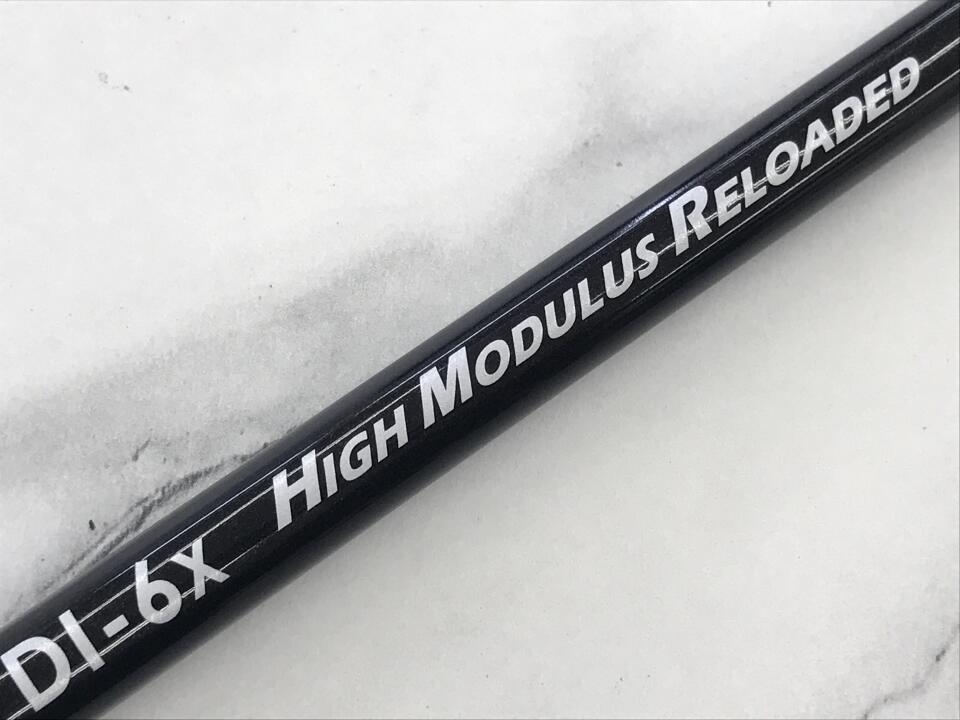 DI-6X HIGH MODULUS RELOADED